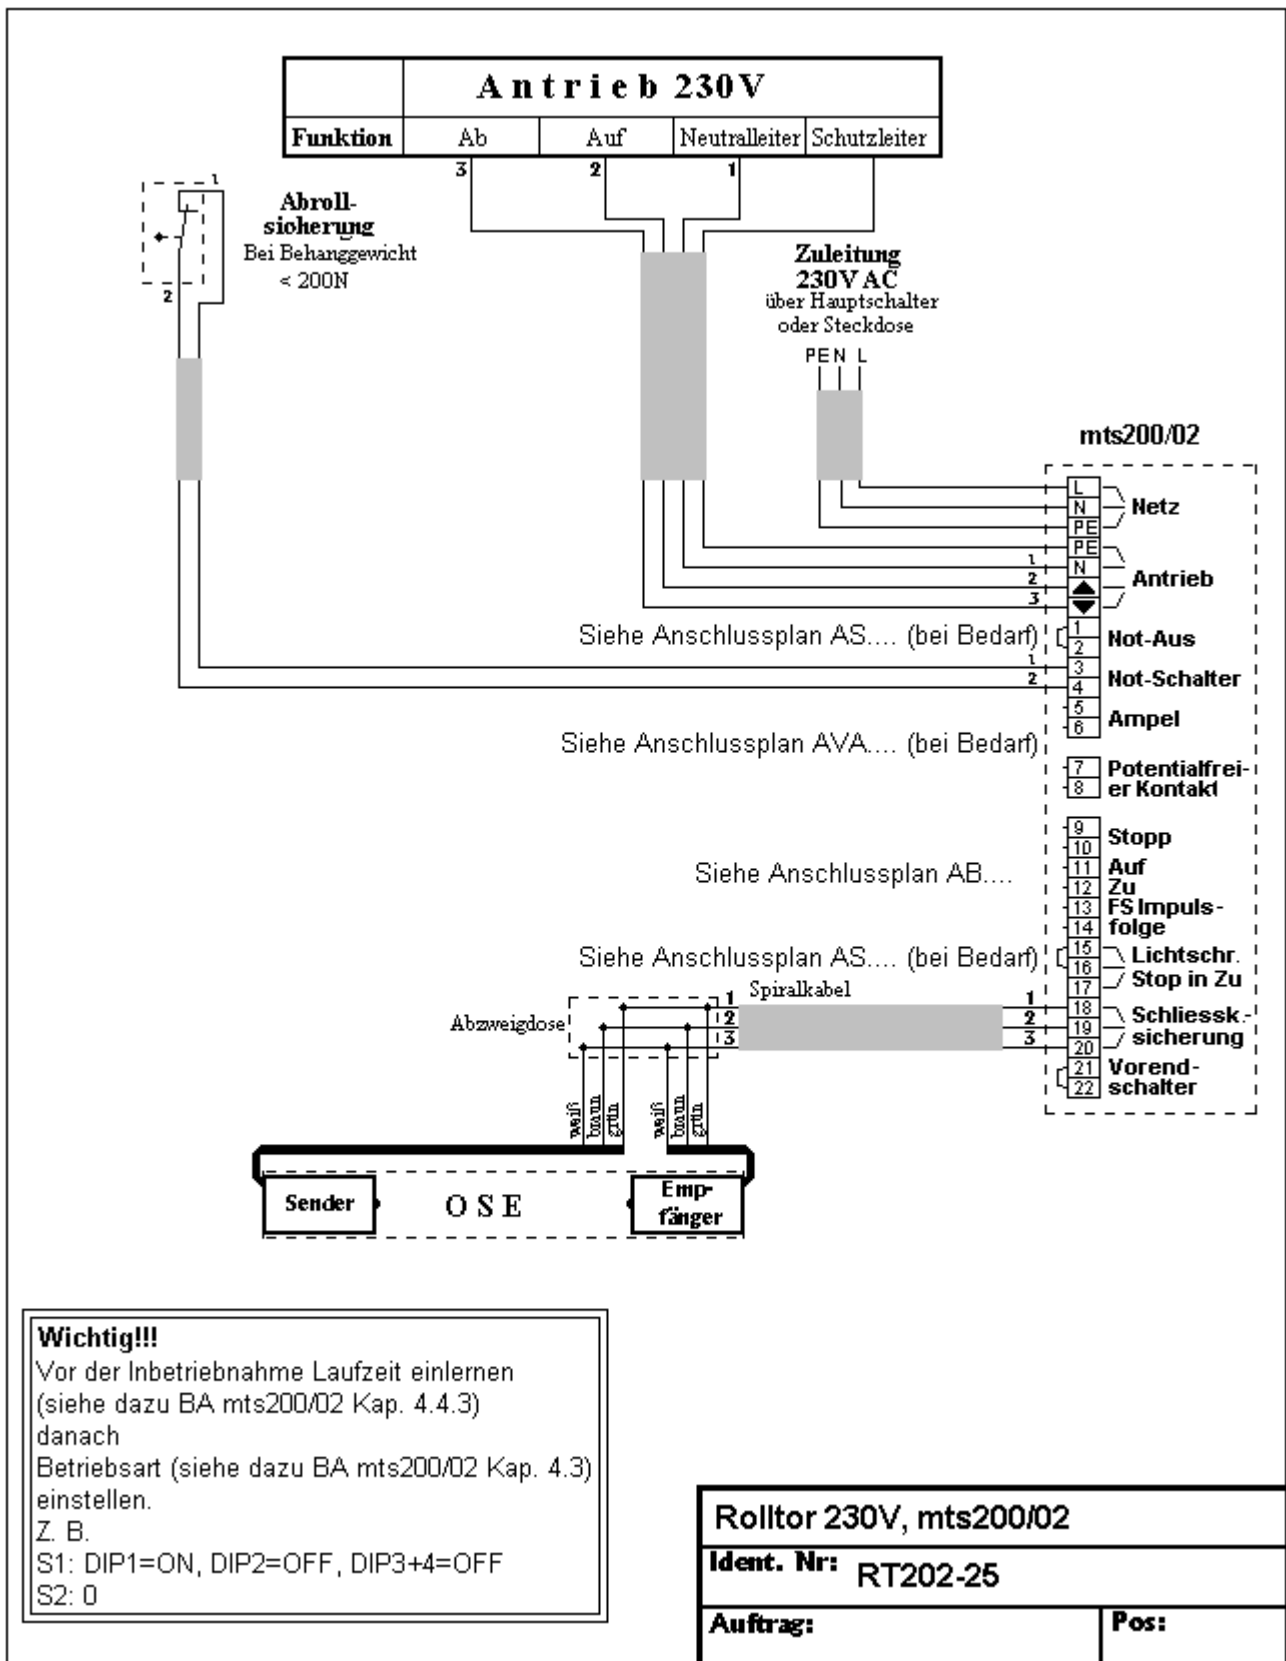 Antrieb 230V
Funktion Ab Auf Neutralleiter Schutzleiter
3 2 1
1
Abroll-
sicherung
Bei Behanggewicht
< 200N
2
Zuleitung
230V AC
über Hauptschalter
oder Steckdose
PE N L
mts200/02
L
N
PE
Netz
PE
1 N
2
3
Antrieb
Siehe Anschlussplan AS.... (bei Bedarf)
1
2
Not-Aus
1 3
2 4
Not-Schalter
5
6
Ampel
Siehe Anschlussplan AVA.... (bei Bedarf)
7
8
Potentialfrei-
er Kontakt
9
10
Stopp
11 Auf
12 Zu
13 FS Impuls-
14 folge
Siehe Anschlussplan AB....
Siehe Anschlussplan AS.... (bei Bedarf)
15
16
17
Lichtschr.
Stop in Zu
Abzweigdose
1
2
3
Spiralkabel
1 18
2 19
3 20
Schliessk.-
sicherung
21
22
Vorend-
schalter
weiß braun grün weiß braun grün
Sender
OSE
Emp-
fänger
Wichtig!!!
Vor der Inbetriebnahme Laufzeit einlernen
(siehe dazu BA mts200/02 Kap. 4.4.3)
danach
Betriebsart (siehe dazu BA mts200/02 Kap. 4.3)
einstellen.
Z. B.
S1: DIP1=ON, DIP2=OFF, DIP3+4=OFF
S2: 0
Rolltor 230V, mts200/02
Ident. Nr: RT202-25
Auftrag: Pos: